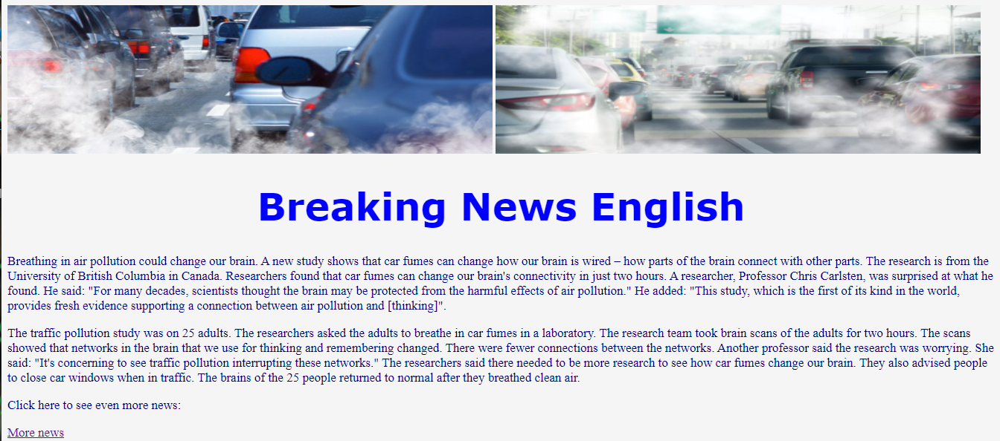 Breaking News English
Breathing in air pollution could change our brain. A new study shows that car fumes can change how our brain is wired – how parts of the brain connect with other parts. The research is from the
University of British Columbia in Canada. Researchers found that car fumes can change our brain's connectivity in just two hours. A researcher, Professor Chris Carlsten, was surprised at what he
found. He said: "For many decades, scientists thought the brain may be protected from the harmful effects of air pollution." He added: "This study, which is the first of its kind in the world,
provides fresh evidence supporting a connection between air pollution and [thinking]".
The traffic pollution study was on 25 adults. The researchers asked the adults to breathe in car fumes in a laboratory. The research team took brain scans of the adults for two hours. The scans
showed that networks in the brain that we use for thinking and remembering changed. There were fewer connections between the networks. Another professor said the research was worrying. She
said: "It's concerning to see traffic pollution interrupting these networks." The researchers said there needed to be more research to see how car fumes change our brain. They also advised people
to close car windows when in traffic. The brains of the 25 people returned to normal after they breathed clean air.
Click here to see even more news:
More news